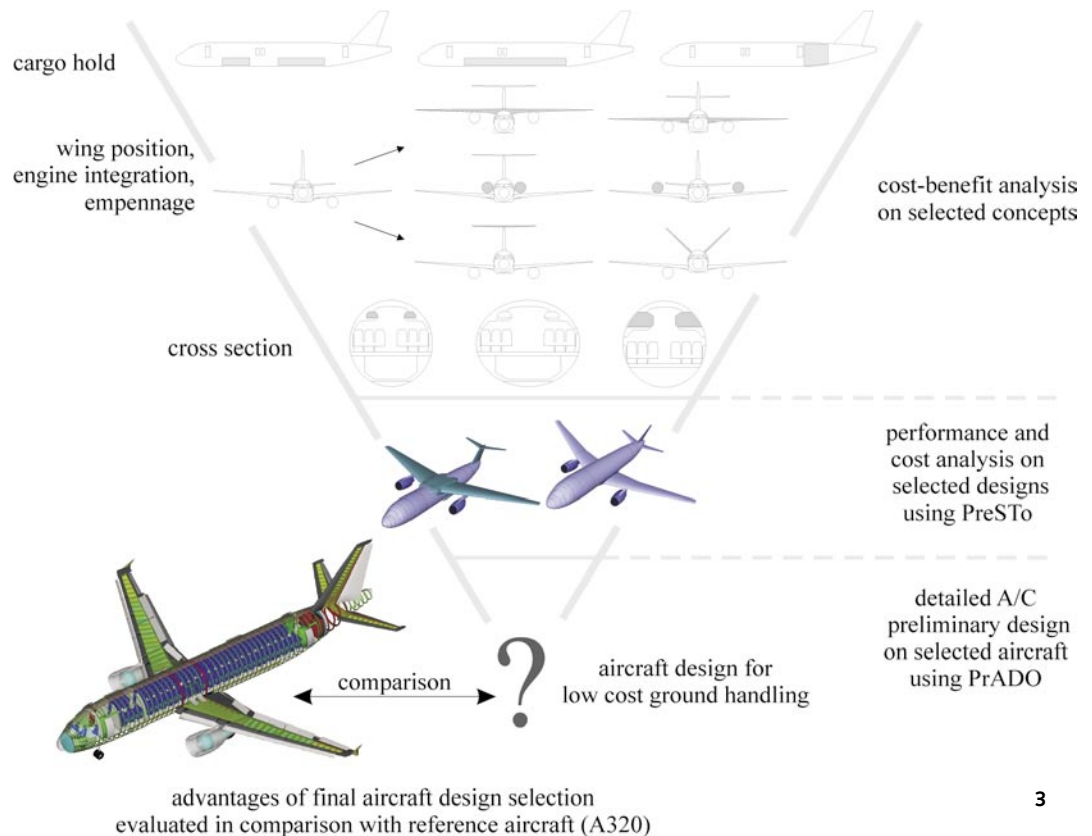 cargo hold
wing position,
engine integration,
empennage
cost-benefit analysis
on selected concepts
cross section
performance and
cost analysis on
selected designs
using PreSTo
detailed A/C
preliminary design
on selected aircraft
using PrADO
comparison
?
aircraft design for
low cost ground handling
advantages of final aircraft design selection
evaluated in comparison with reference aircraft (A320)
3